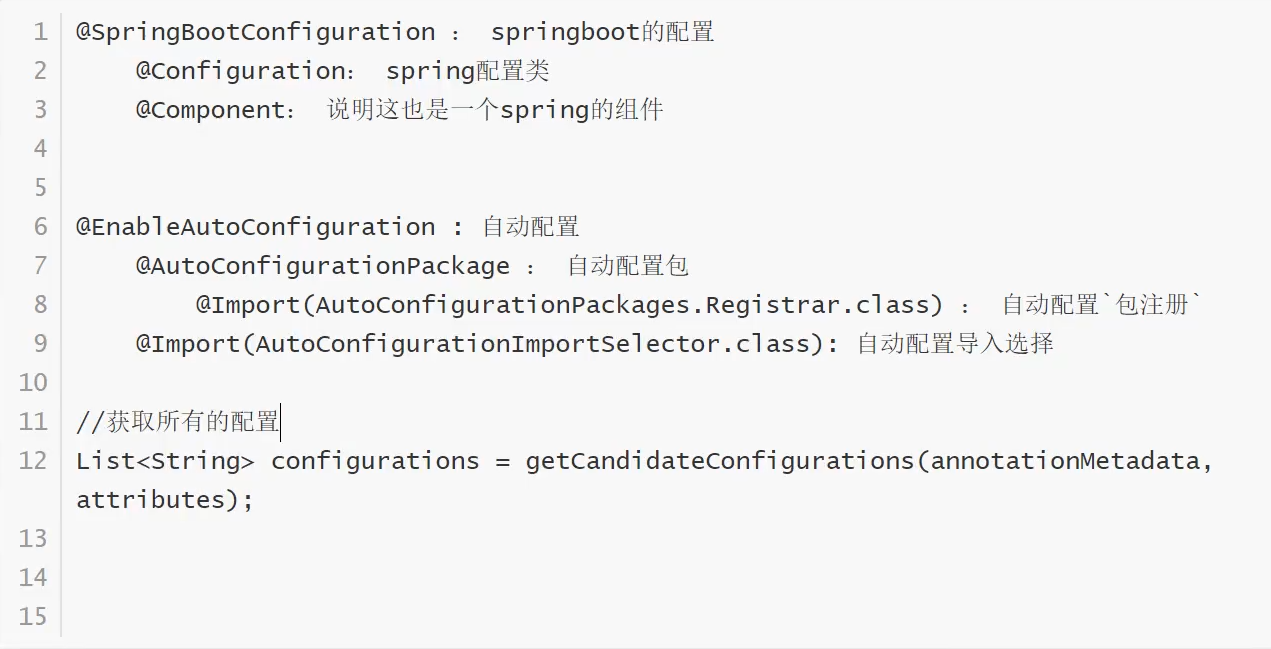 1 @SpringBootConfiguration ： springboot的配置
2     @Configuration： spring配置类
3     @Component： 说明这也是一个spring的组件
4
5
6 @EnableAutoConfiguration : 自动配置
7     @AutoConfigurationPackage ： 自动配置包
8         @Import(AutoConfigurationPackages.Registrar.class) ： 自动配置`包注册`
9     @Import(AutoConfigurationImportSelector.class): 自动配置导入选择
10
11 //获取所有的配置
12 List<String> configurations = getCandidateConfigurations(annotationMetadata,
attributes);
13
14
15